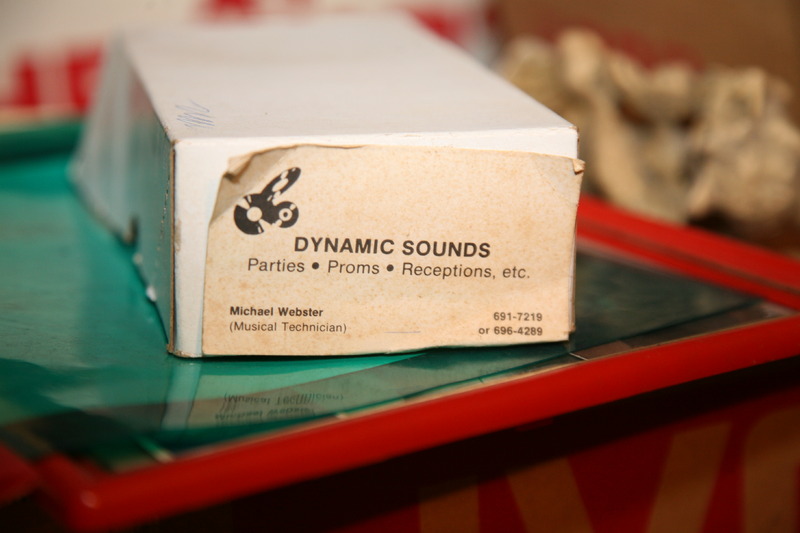 DYNAMIC SOUNDS
Parties • Proms • Receptions, etc.
Michael Webster
(Musical Technician)
691-7219
or 696-4289